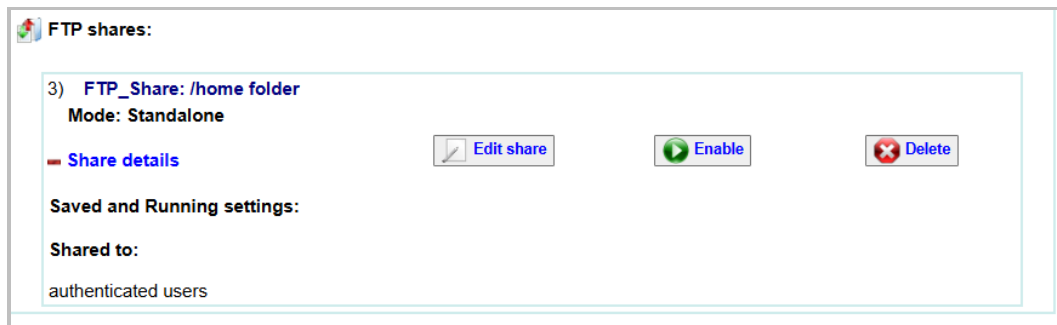 FTP shares:
3) FTP_Share: /home folder
Mode: Standalone
Share details
Edit share
Enable
Delete
Saved and Running settings:
Shared to:
authenticated users